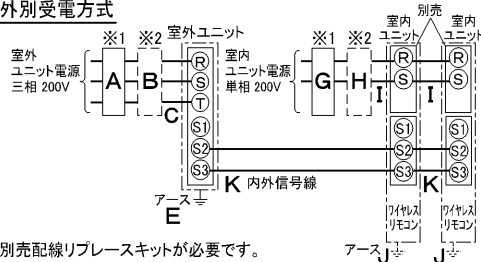 外別受電方式
別売
※1 ※2 室外ユニット ※1 ※2 室内ユニット 室内ユニット
室外ユニット電源 三相 200V
A B C
R
S
T
S1
S2
S3
室内ユニット電源 単相 200V
G H I I
R R
S S
S1 S1
S2 S2
S3 S3
K 内外信号線 K
アース E
ワイヤレスリモコン ワイヤレスリモコン
別売配線リプレースキットが必要です。
アース J J